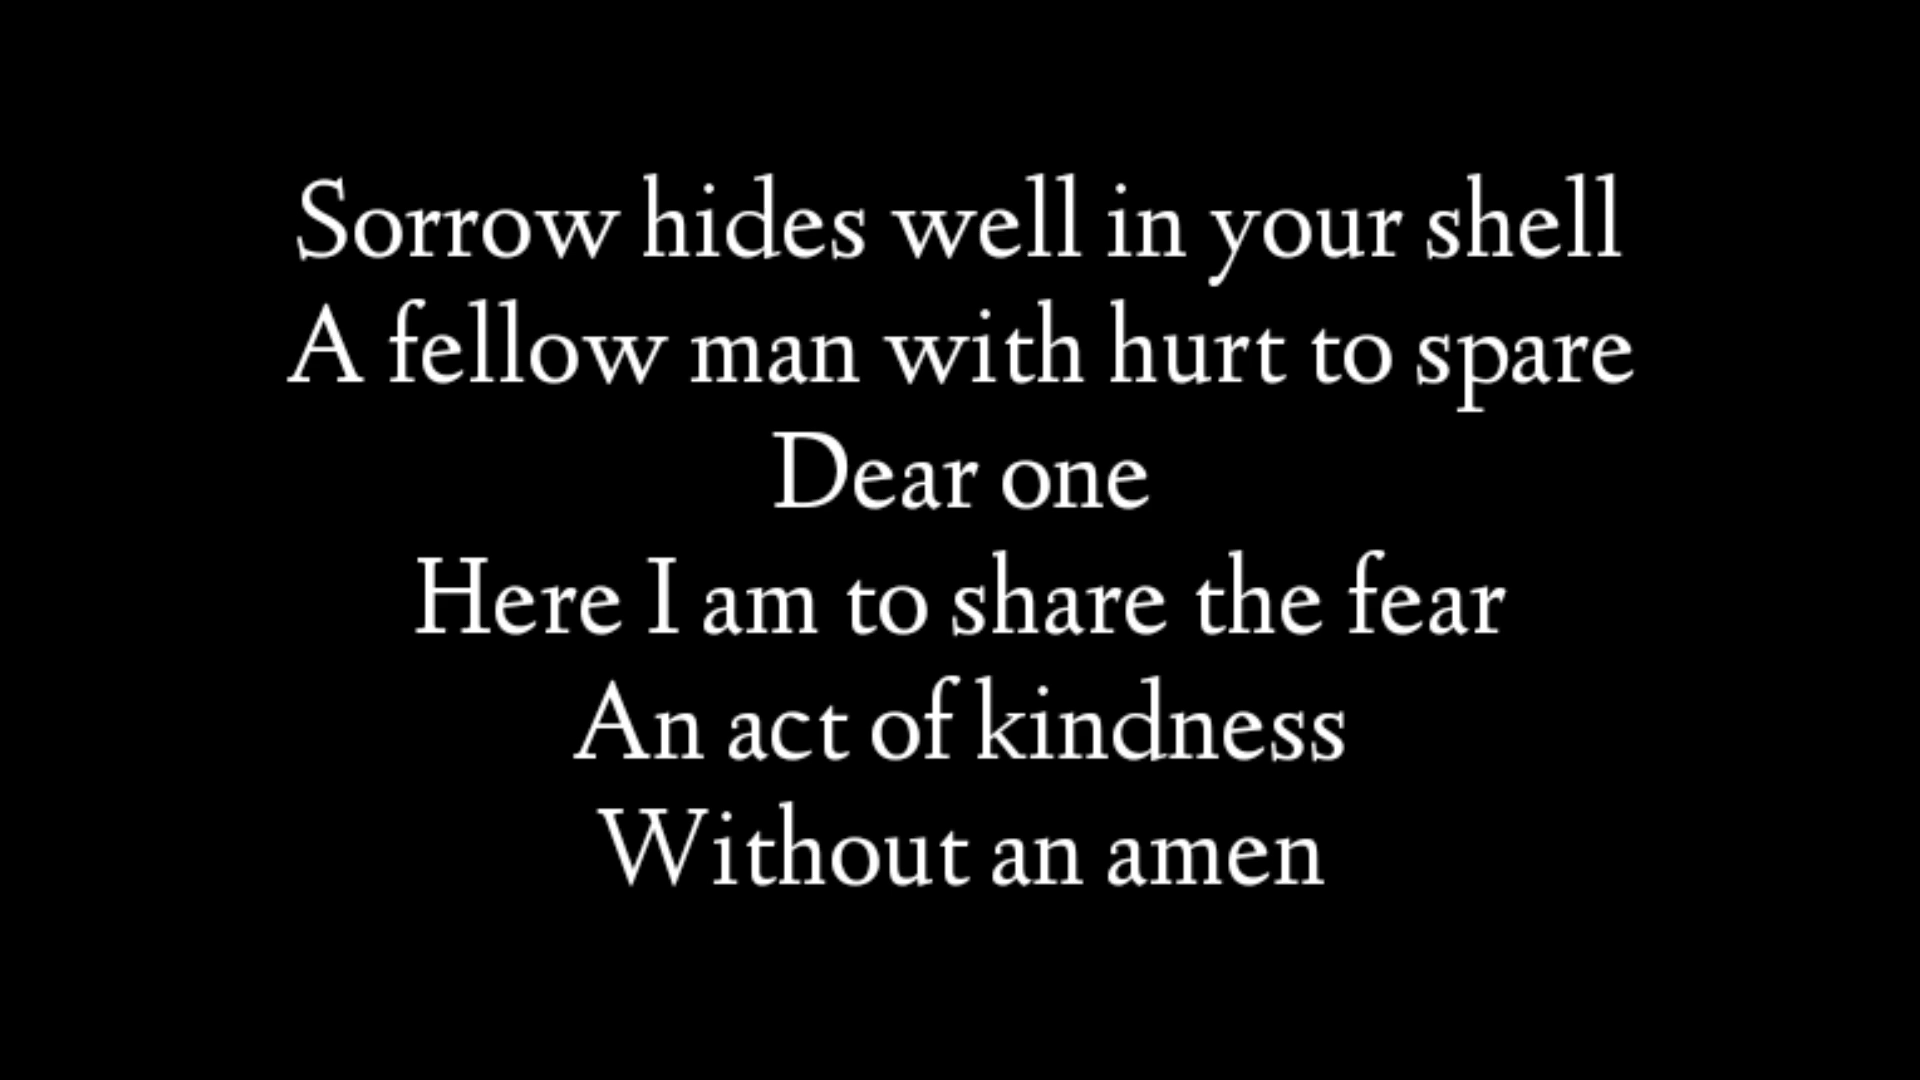 Sorrow hides well in your shell
A fellow man with hurt to spare
Dear one
Here I am to share the fear
An act of kindness
Without an amen